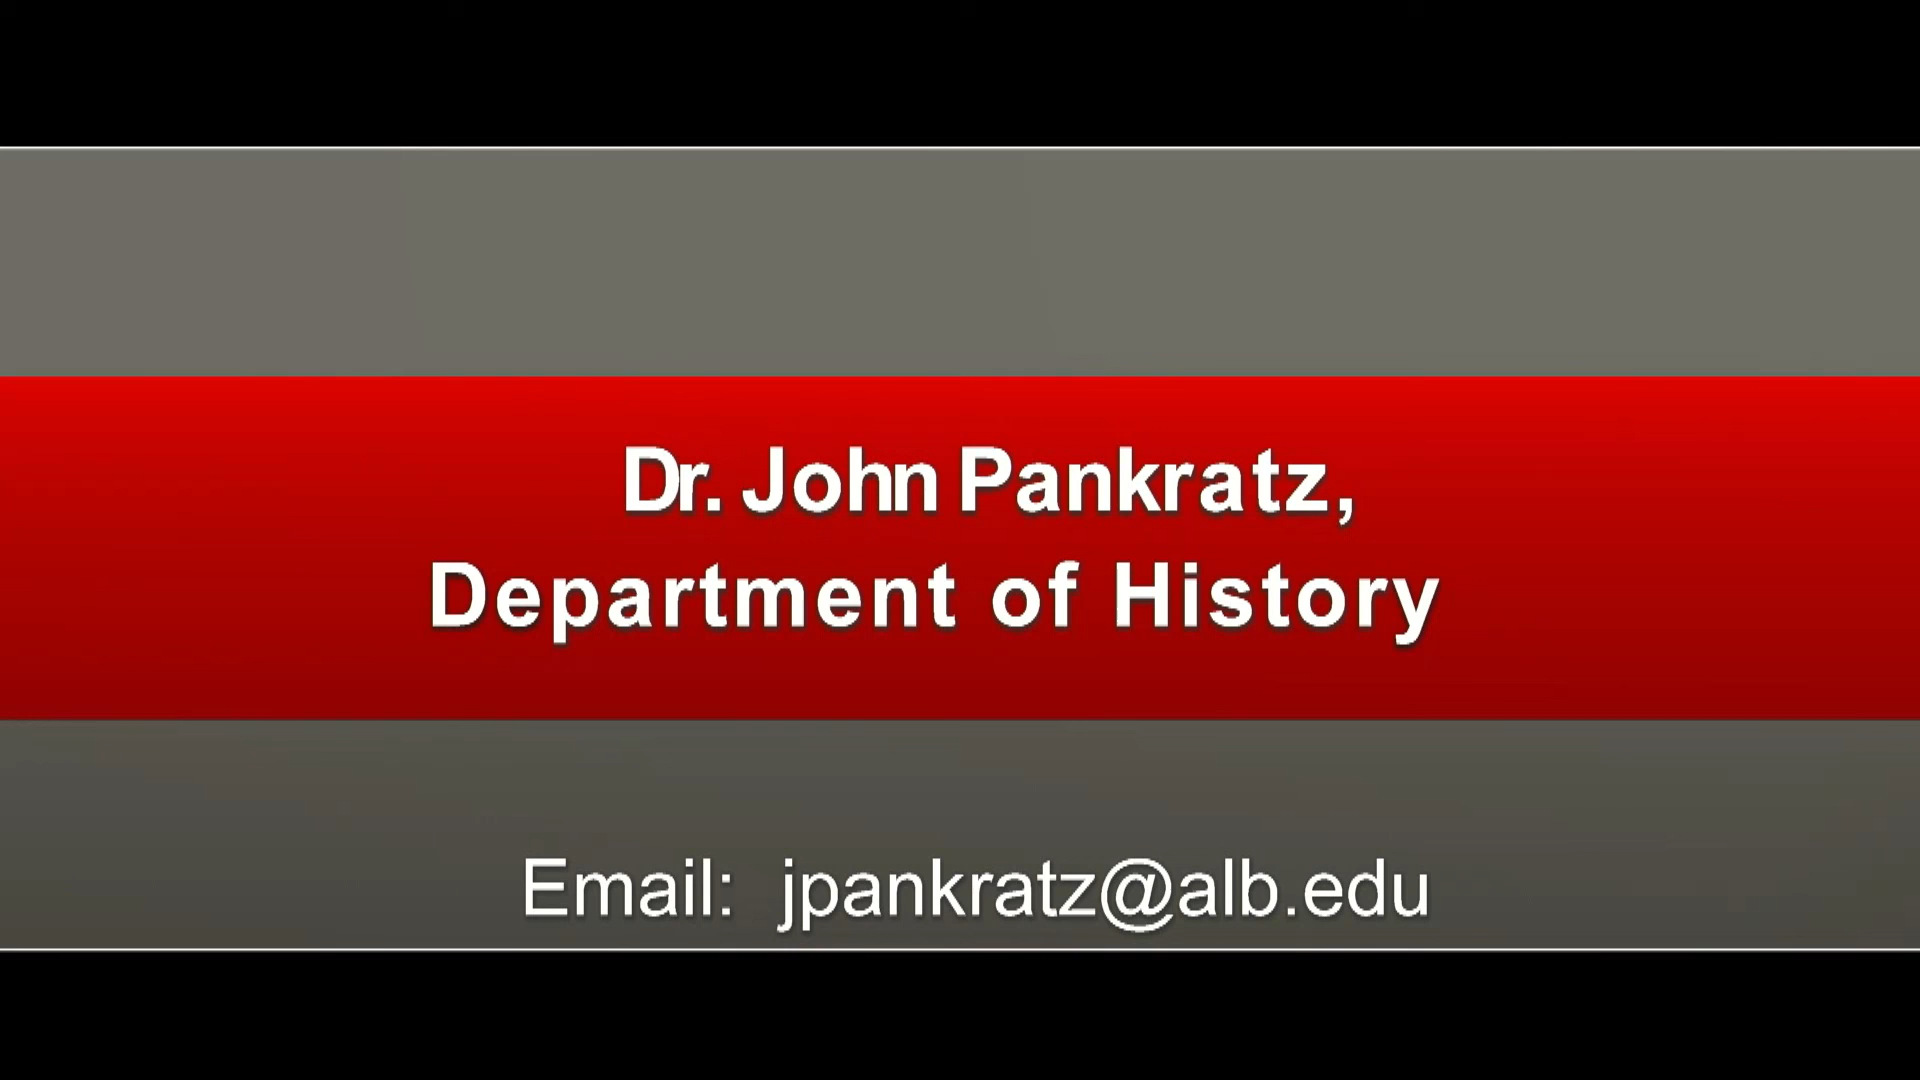 Dr. John Pankratz,
Department of History
Email: jpankratz@alb.edu